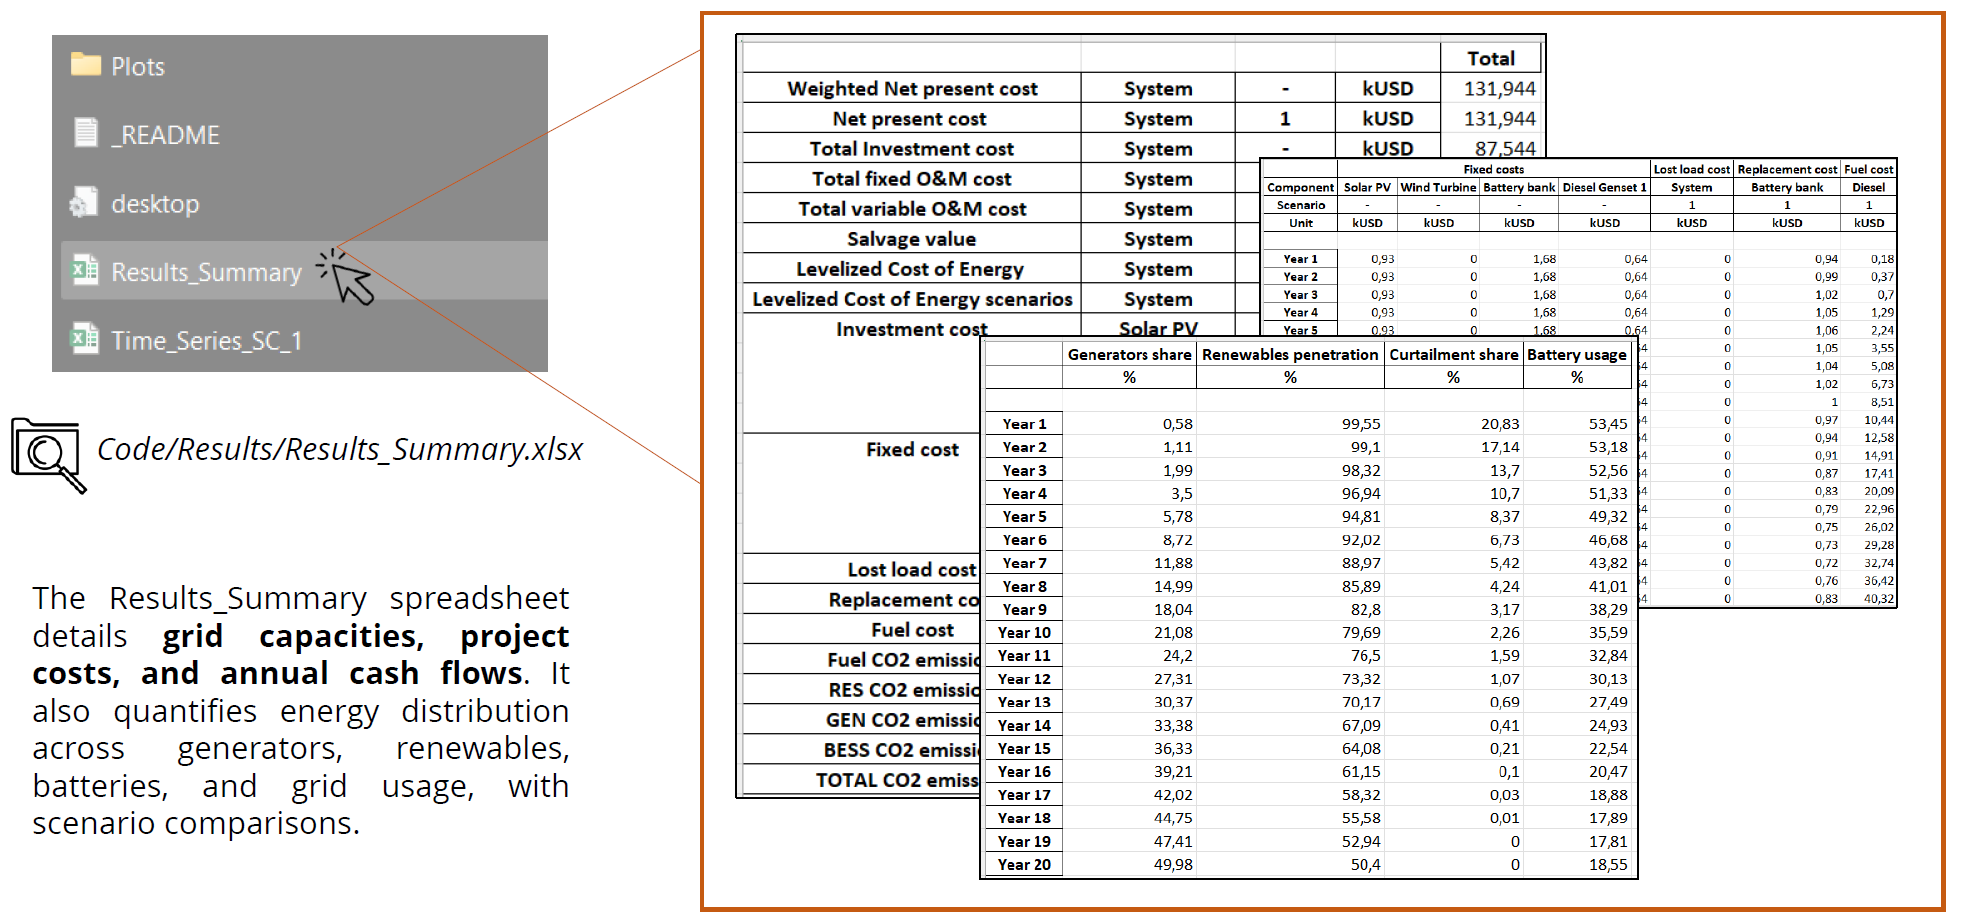 Plots
_README
desktop
Results_Summary
Time_Series_SC_1
Code/Results/Results_Summary.xlsx
The Results_Summary spreadsheet
details grid capacities, project
costs, and annual cash flows. It
also quantifies energy distribution
across generators, renewables,
batteries, and grid usage, with
scenario comparisons.
Total
Weighted Net present cost System - kUSD 131,944
Net present cost System 1 kUSD 131,944
Total Investment cost System - kUSD 87,544
Total fixed O&M cost System
Total variable O&M cost System
Salvage value System
Levelized Cost of Energy System
Levelized Cost of Energy scenarios System
Investment cost Solar PV
Fixed cost
Lost load cost
Replacement co
Fuel cost
Fuel CO2 emissio
RES CO2 emissio
GEN CO2 emissio
BESS CO2 emissi
TOTAL CO2 emiss
Fixed costs Lost load cost Replacement cost Fuel cost
Component Solar PV Wind Turbine Battery bank Diesel Genset 1 System Battery bank Diesel
Scenario - - - - 1 1 1
Unit kUSD kUSD kUSD kUSD kUSD kUSD kUSD
Year 1 0,93 0 1,68 0,64 0 0,94 0,18
Year 2 0,93 0 1,68 0,64 0 0,99 0,37
Year 3 0,93 0 1,68 0,64 0 1,02 0,7
Year 4 0,93 0 1,68 0,64 0 1,05 1,29
Year 5 0,93 0 1,68 0,64 0 1,06 2,24
4 0 1,05 3,55
4 0 1,04 5,08
4 0 1,02 6,73
4 0 1 8,51
4 0 0,97 10,44
4 0 0,94 12,58
4 0 0,91 14,91
4 0 0,87 17,41
4 0 0,83 20,09
4 0 0,79 22,96
4 0 0,75 26,02
4 0 0,73 29,28
4 0 0,72 32,74
4 0 0,76 36,42
4 0 0,83 40,32
Generators share Renewables penetration Curtailment share Battery usage
% % % %
Year 1 0,58 99,55 20,83 53,45
Year 2 1,11 99,1 17,14 53,18
Year 3 1,99 98,32 13,7 52,56
Year 4 3,5 96,94 10,7 51,33
Year 5 5,78 94,81 8,37 49,32
Year 6 8,72 92,02 6,73 46,68
Year 7 11,88 88,97 5,42 43,82
Year 8 14,99 85,89 4,24 41,01
Year 9 18,04 82,8 3,17 38,29
Year 10 21,08 79,69 2,26 35,59
Year 11 24,2 76,5 1,59 32,84
Year 12 27,31 73,32 1,07 30,13
Year 13 30,37 70,17 0,69 27,49
Year 14 33,38 67,09 0,41 24,93
Year 15 36,33 64,08 0,21 22,54
Year 16 39,21 61,15 0,1 20,47
Year 17 42,02 58,32 0,03 18,88
Year 18 44,75 55,58 0,01 17,89
Year 19 47,41 52,94 0 17,81
Year 20 49,98 50,4 0 18,55